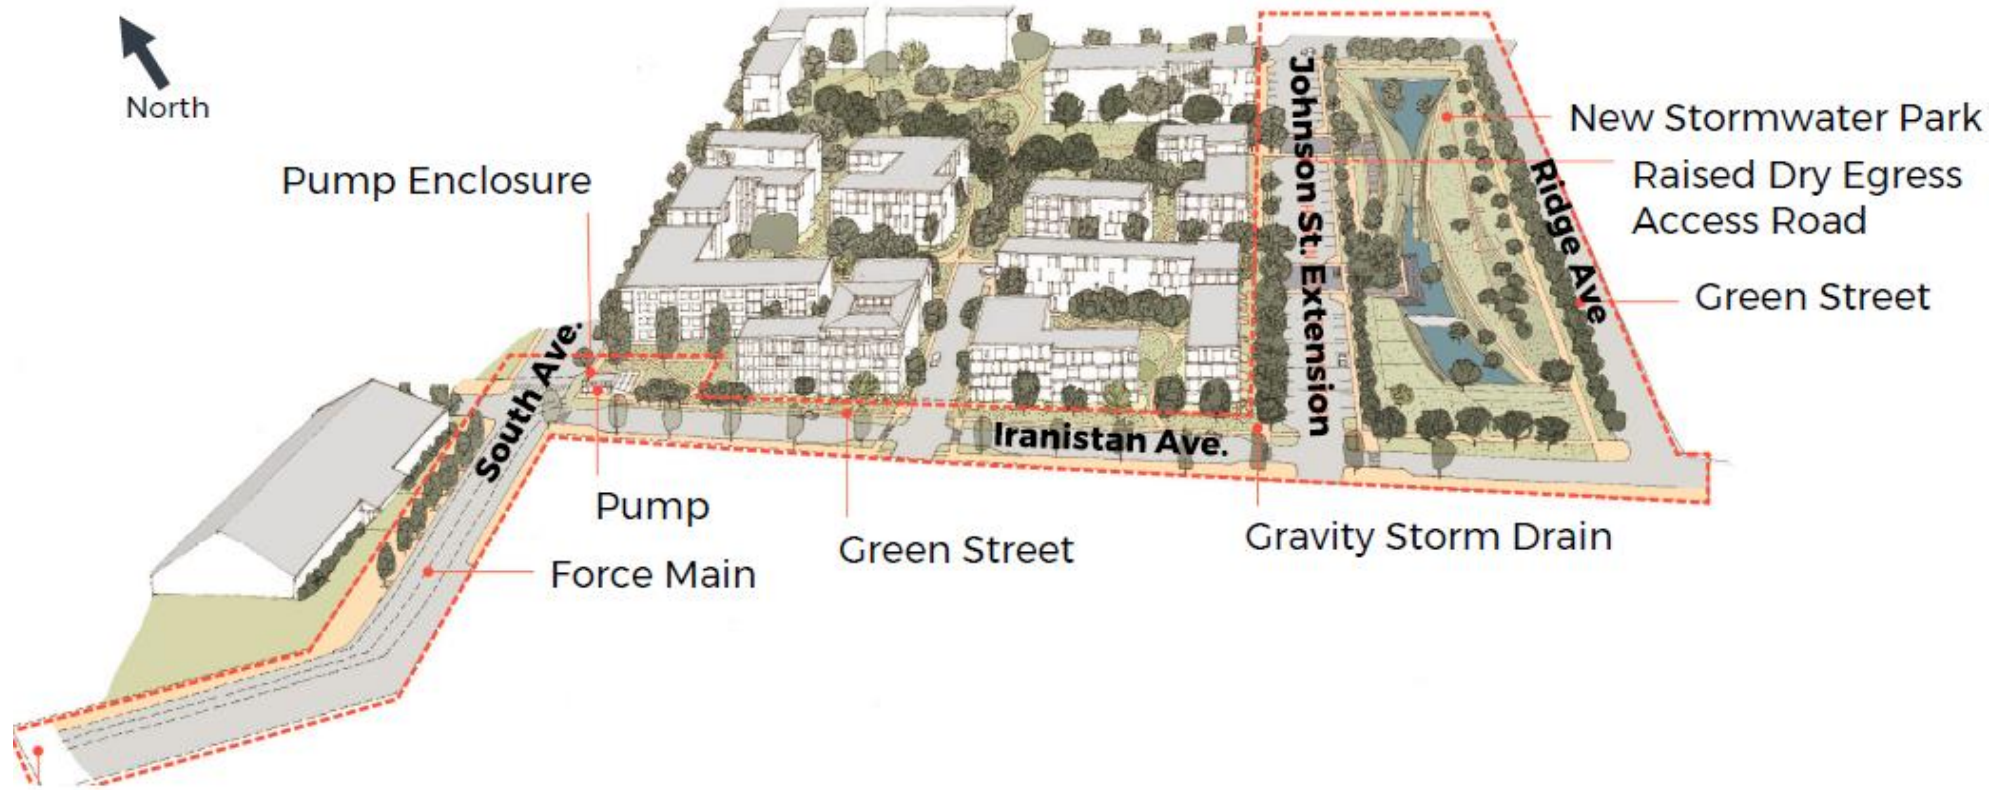 North
Pump Enclosure
New Stormwater Park
Raised Dry Egress
Access Road
Johnson St. Extension
Ridge Ave
Green Street
South Ave.
Iranistan Ave.
Pump
Green Street
Gravity Storm Drain
Force Main